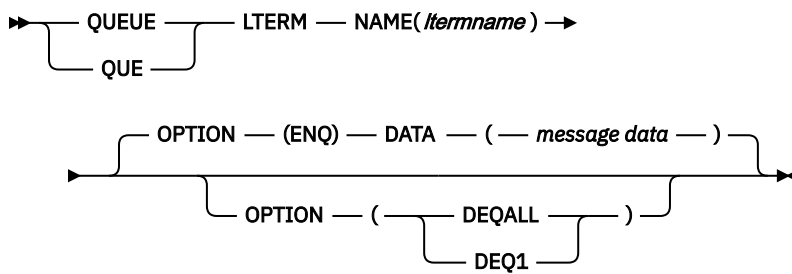 QUEUE LTERM NAME( ltermname )
QUE
OPTION (ENQ) DATA ( message data )
OPTION ( DEQALL )
DEQ1